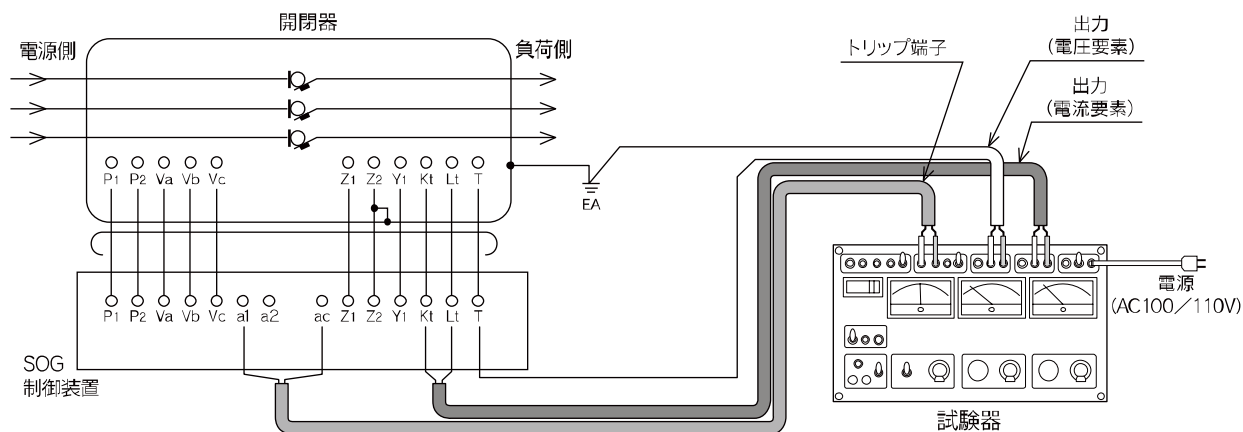 開閉器
電源側
負荷側
トリップ端子
出力
(電圧要素)
出力
(電流要素)
P1 P2 Va Vb Vc Z1 Z2 Y1 Kt Lt T
EA
P1 P2 Va Vb Vc a1 a2 ac Z1 Z2 Y1 Kt Lt T
SOG
制御装置
電源
(AC100/110V)
試験器